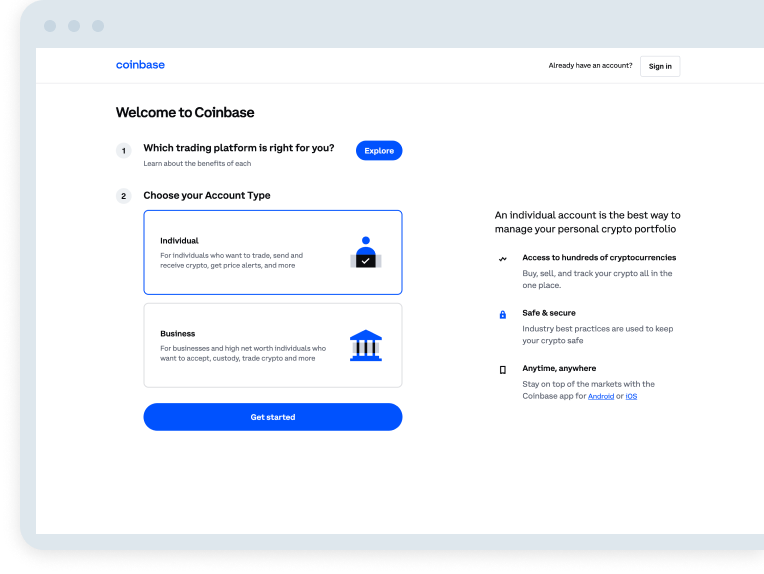 coinbase
Already have an account?
Sign in
Welcome to Coinbase
1
Which trading platform is right for you?
Learn about the benefits of each
Explore
2
Choose your Account Type
Individual
For individuals who want to trade, send and
receive crypto, get price alerts, and more
Business
For businesses and high net worth individuals who
want to accept, custody, trade crypto and more
Get started
An individual account is the best way to
manage your personal crypto portfolio
Access to hundreds of cryptocurrencies
Buy, sell, and track your crypto all in the
one place.
Safe & secure
Industry best practices are used to keep
your crypto safe
Anytime, anywhere
Stay on top of the markets with the
Coinbase app for Android or iOS